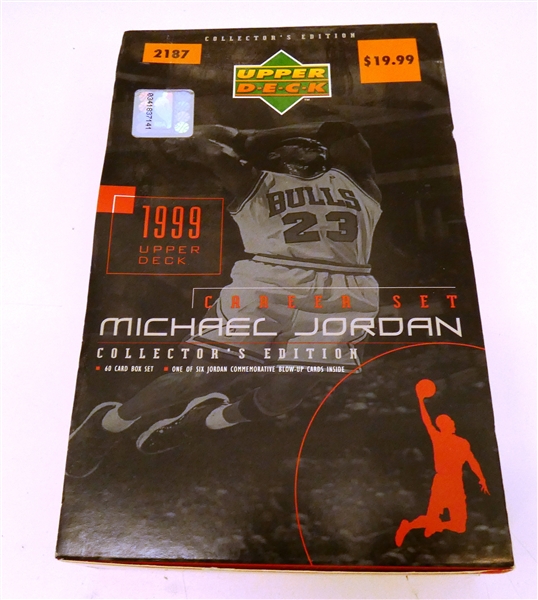 COLLECTOR'S EDITION
2187
$19.99
UPPER
D·E·C·K
0341837141
BULLS
23
1999
UPPER
DECK
CAREER SET
MICHAEL JORDAN
COLLECTOR'S EDITION
▪ 60 CARD BOX SET ▪ ONE OF SIX JORDAN COMMEMORATIVE BLOW-UP CARDS INSIDE